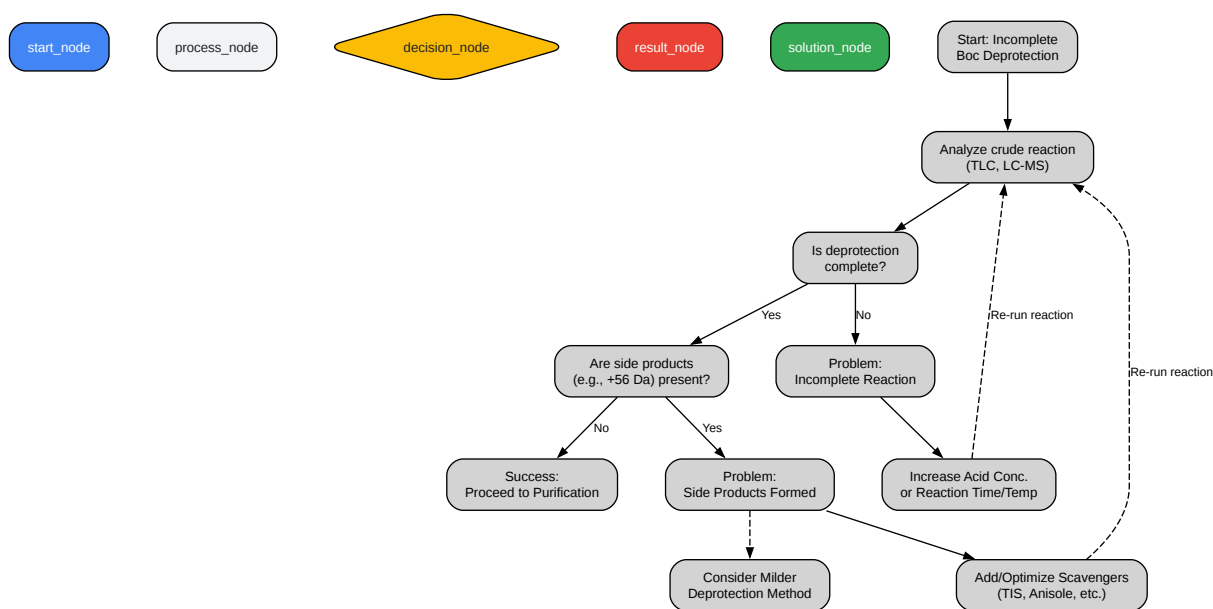 start_node
process_node
decision_node
result_node
solution_node
Start: Incomplete
Boc Deprotection
Analyze crude reaction
(TLC, LC-MS)
Is deprotection
complete?
Yes
No
Re-run reaction
Re-run reaction
Are side products
(e.g., +56 Da) present?
Problem:
Incomplete Reaction
No
Yes
Success:
Proceed to Purification
Problem:
Side Products Formed
Increase Acid Conc.
or Reaction Time/Temp
Consider Milder
Deprotection Method
Add/Optimize Scavengers
(TIS, Anisole, etc.)